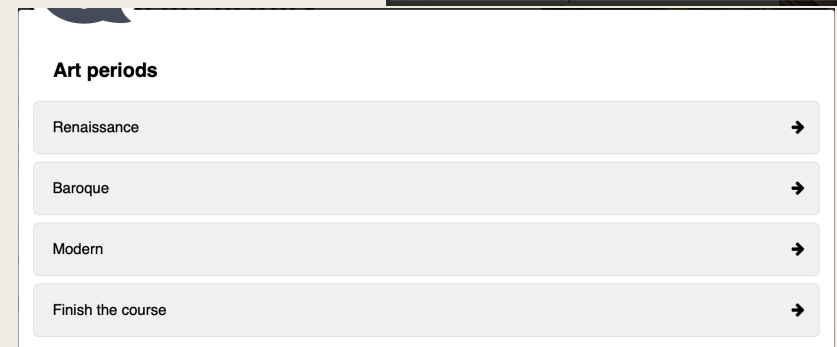 Art periods
Renaissance
Baroque
Modern
Finish the course